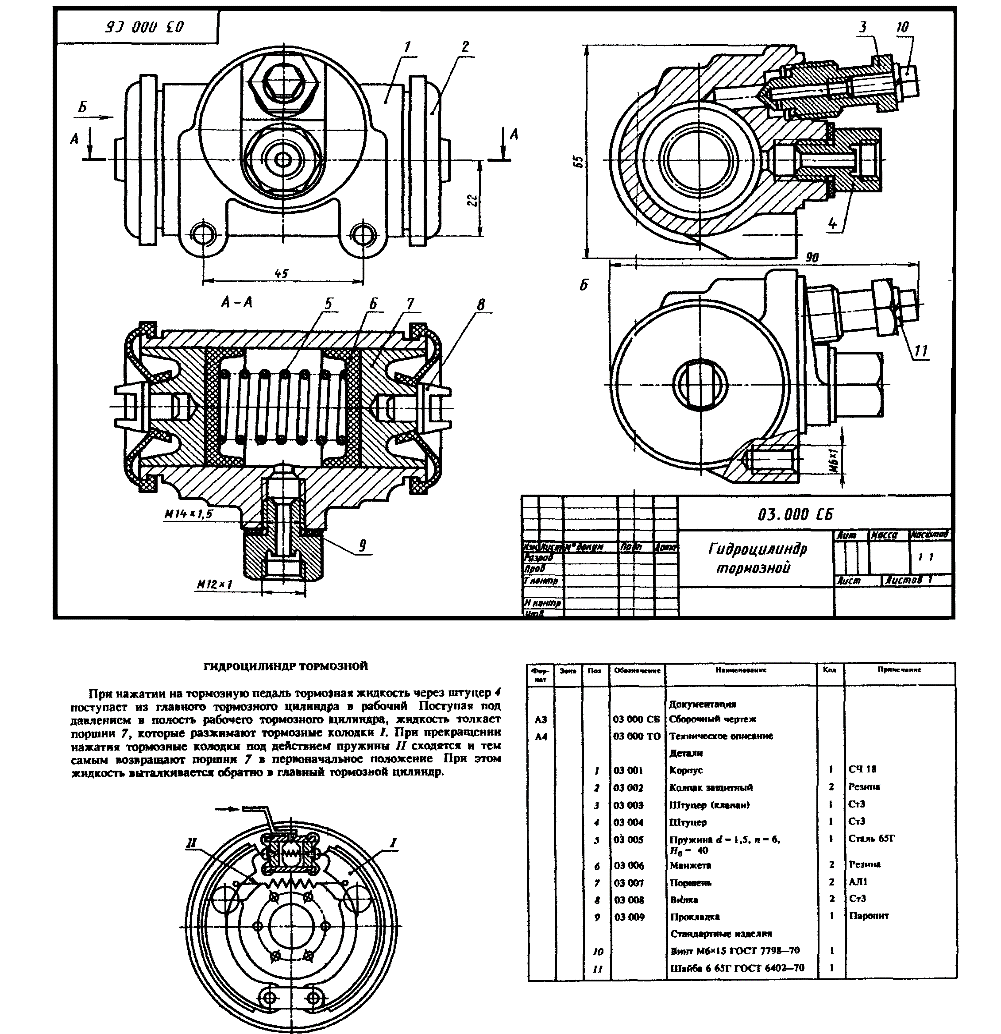 03 000 СБ
1
2
3
10
Б
А
А
65
22
4
45
90
А-А
5
6
7
8
Б
11
М6×1
М14×1,5
9
М12×1
03.000 СБ
Гидроцилиндр
тормозной
Лит Масса Масштаб
1 1
Лист Листов 1
Изм Лист № докум Подп Дата
Разраб
Пров
Т контр
Н контр
Утв
ГИДРОЦИЛИНДР ТОРМОЗНОЙ
При нажатии на тормозную педаль тормозная жидкость через штуцер 4
поступает из главного тормозного цилиндра в рабочий Поступая под
давлением в полость рабочего тормозного цилиндра, жидкость толкает
поршни 7, которые разжимают тормозные колодки I. При прекращении
нажатия тормозные колодки под действием пружины II сходятся и тем
самым возвращают поршни 7 в первоначальное положение При этом
жидкость выталкивается обратно в главный тормозной цилиндр.
II
I
Фор-
мат Зона Поз Обозначение Наименование Кол Примечание
Документация
А3 03 000 СБ Сборочный чертеж
А4 03 000 ТО Техническое описание
Детали
1 03 001 Корпус 1 СЧ 18
2 03 002 Колпак защитный 2 Резина
3 03 003 Штуцер (клапан) 1 Ст3
4 03 004 Штуцер 1 Ст3
5 03 005 Пружина d = 1,5, n = 6, 1 Сталь 65Г
H₀ = 40
6 03 006 Манжета 2 Резина
7 03 007 Поршень 2 АЛ1
8 03 008 Вилка 2 Ст3
9 03 009 Прокладка 1 Паронит
Стандартные изделия
10 Винт М6×15 ГОСТ 7798—70 1
11 Шайба 6 65Г ГОСТ 6402—70 1